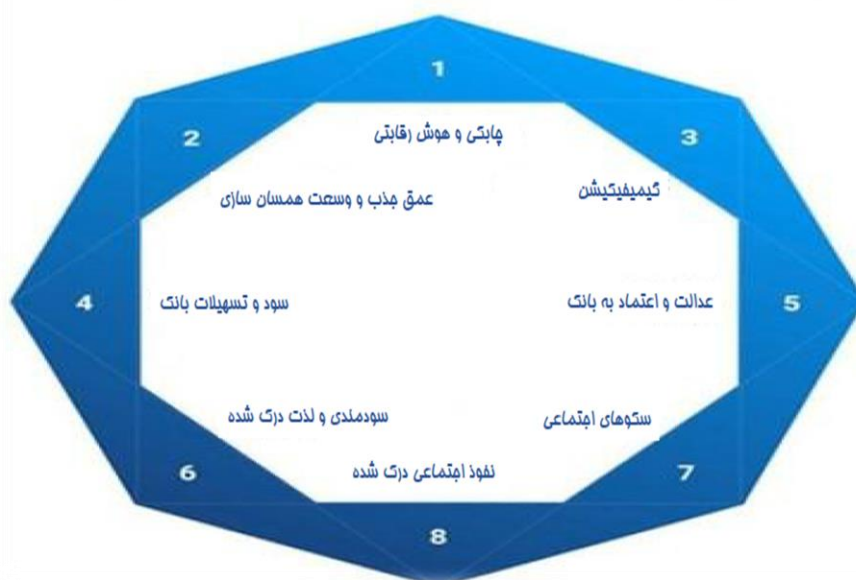 1
چابکی و هوش رقابتی
2
3
گیمیفیکیشن
عمق جذب و وسعت همسان سازی
4
سود و تسهیلات بانک
عدالت و اعتماد به بانک
5
سودمندی و لذت درک شده
سکوهای اجتماعی
6
7
نفوذ اجتماعی درک شده
8